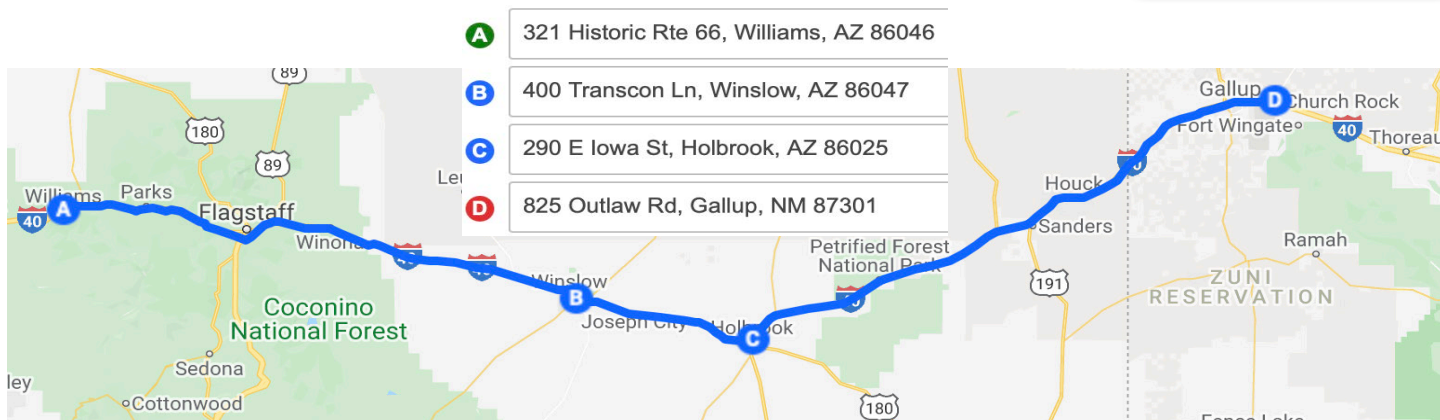 A 321 Historic Rte 66, Williams, AZ 86046
B 400 Transcon Ln, Winslow, AZ 86047
C 290 E Iowa St, Holbrook, AZ 86025
D 825 Outlaw Rd, Gallup, NM 87301
89
180
89
Williams
Parks
A
40
Flagstaff
Winona
Winslow
B
Joseph City
Holbrook
C
Coconino
National Forest
Sedona
Cottonwood
ley
Petrified Forest
National Park
180
Sanders
Houck
191
Gallup
D
Church Rock
Fort Wingate
40
Thoreau
Ramah
ZUNI
RESERVATION